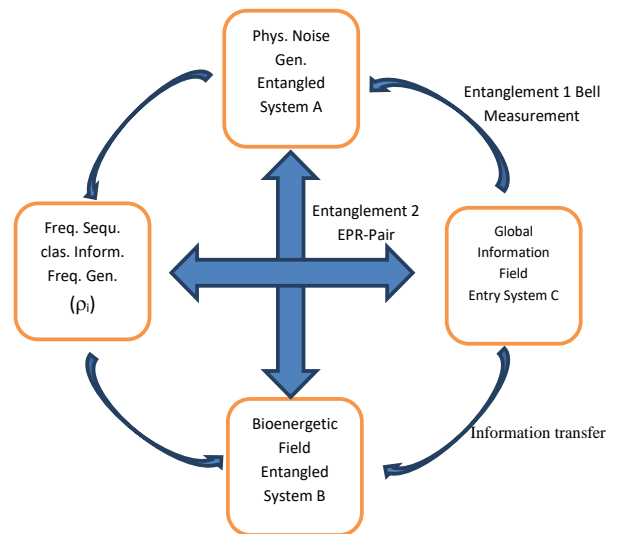 Phys. Noise
Gen.
Entangled
System A
Entanglement 1 Bell
Measurement
Entanglement 2
EPR-Pair
Freq. Sequ.
clas. Inform.
Freq. Gen.
(ρi)
Global
Information
Field
Entry System C
Bioenergetic
Field
Entangled
System B
Information transfer